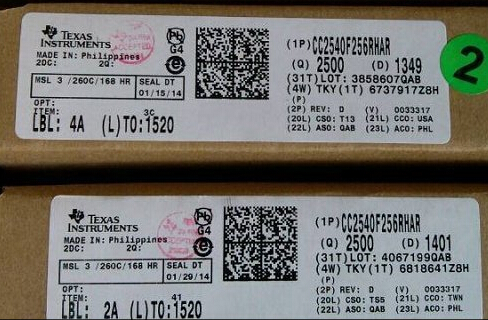 TEXAS
INSTRUMENTS
MADE IN: Philippines
2DC: 2Q:
MSL 3 /260C/168 HR
SEAL DT
01/15/14
OPT:
ITEM: 3C
LBL: 4A (L)TO:1520
Pb
G4
e
ACCEPTED
(1P) CC2540F256RHAR
(Q) 2500 (D) 1349
(31T) LOT: 3858607QAB
(4W) TKY(1T) 6737917Z8H
(P)
(2P) REV: D (V) 0033317
(20L) CSO: T13 (21L) CCO: USA
(22L) ASO: QAB (23L) ACO: PHL
2
TEXAS
INSTRUMENTS
MADE IN: Philippines
2DC: 2Q:
MSL 3 /260C/168 HR
SEAL DT
01/29/14
OPT:
ITEM: 41
LBL: 2A (L)TO:1520
Pb
G4
e
(1P) CC2540F256RHAR
(Q) 2500 (D) 1401
(31T) LOT: 4067199QAB
(4W) TKY(1T) 6818641Z8H
(P)
(2P) REV: D (V) 0033317
(20L) CSO: TS5 (21L) CCO: TWN
(22L) ASO: QAB (23L) ACO: PHL